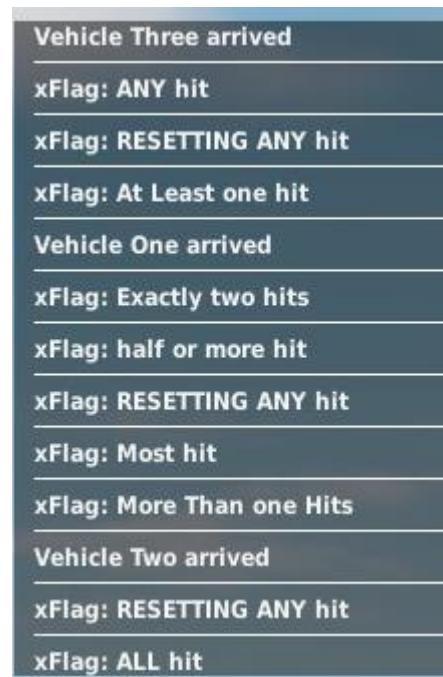 Vehicle Three arrived
xFlag: ANY hit
xFlag: RESETTING ANY hit
xFlag: At Least one hit
Vehicle One arrived
xFlag: Exactly two hits
xFlag: half or more hit
xFlag: RESETTING ANY hit
xFlag: Most hit
xFlag: More Than one Hits
Vehicle Two arrived
xFlag: RESETTING ANY hit
xFlag: ALL hit